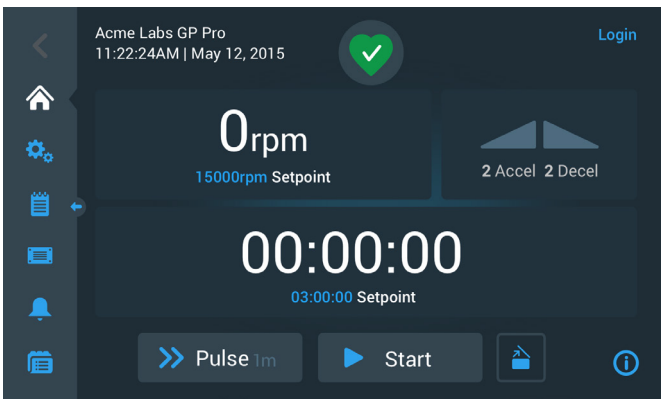 Acme Labs GP Pro
11:22:24AM | May 12, 2015
Login
0rpm
15000rpm Setpoint
2 Accel 2 Decel
00:00:00
03:00:00 Setpoint
Pulse 1m
Start